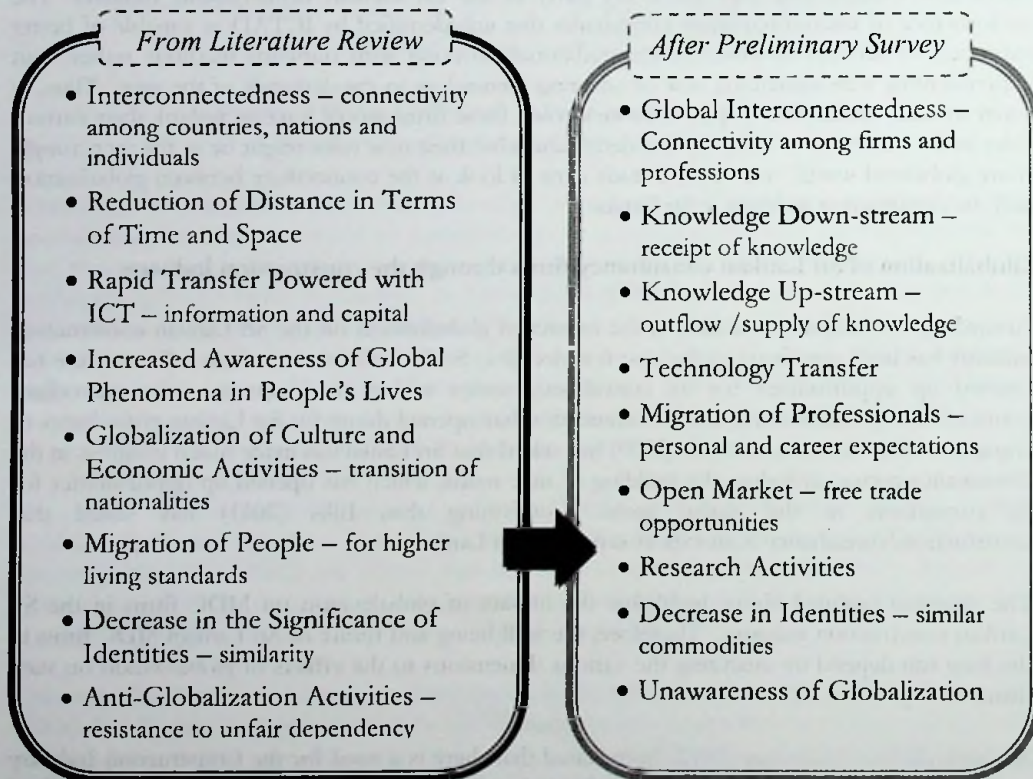 From Literature Review
• Interconnectedness – connectivity
among countries, nations and
individuals
• Reduction of Distance in Terms
of Time and Space
• Rapid Transfer Powered with
ICT – information and capital
• Increased Awareness of Global
Phenomena in People's Lives
• Globalization of Culture and
Economic Activities – transition of
nationalities
• Migration of People – for higher
living standards
• Decrease in the Significance of
Identities – similarity
• Anti-Globalization Activities –
resistance to unfair dependency
After Preliminary Survey
• Global Interconnectedness –
Connectivity among firms and
professions
• Knowledge Down-stream –
receipt of knowledge
• Knowledge Up-stream –
outflow /supply of knowledge
• Technology Transfer
• Migration of Professionals –
personal and career expectations
• Open Market – free trade
opportunities
• Research Activities
• Decrease in Identities – similar
commodities
• Unawareness of Globalization